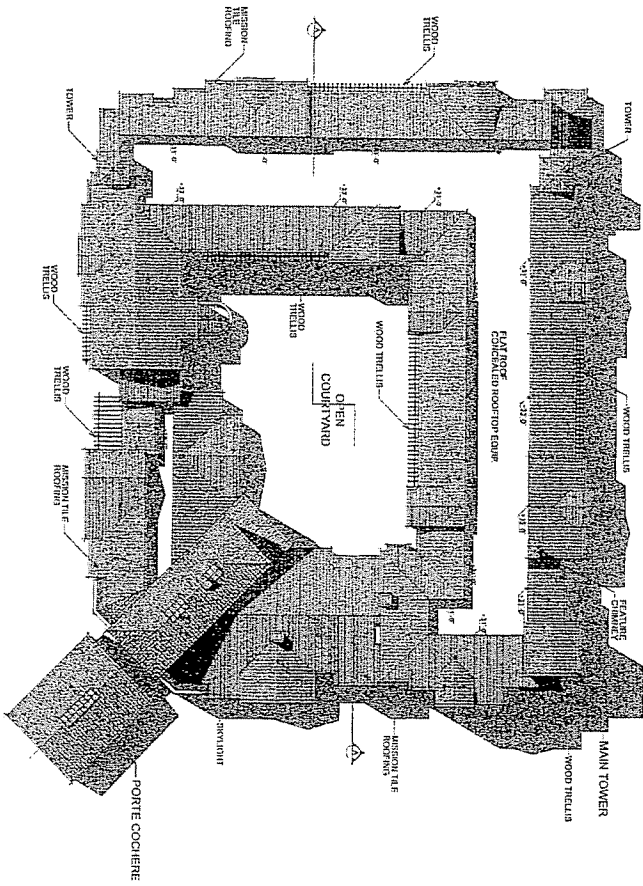 MISSION
TILE
ROOFING
A
WOOD
TRELLIS
TOWER
TOWER
WOOD
TRELLIS
WOOD
TRELLIS
WOOD TRELLIS
OPEN
COURTYARD
FLAT ROOF
CONCEALED ROOFTOP EQUIP.
WOOD TRELLIS
WOOD
TRELLIS
MISSION TILE
ROOFING
FEATURE
CHIMNEY
MAIN TOWER
WOOD TRELLIS
MISSION TILE
ROOFING
A
SKYLIGHT
PORTE COCHERE